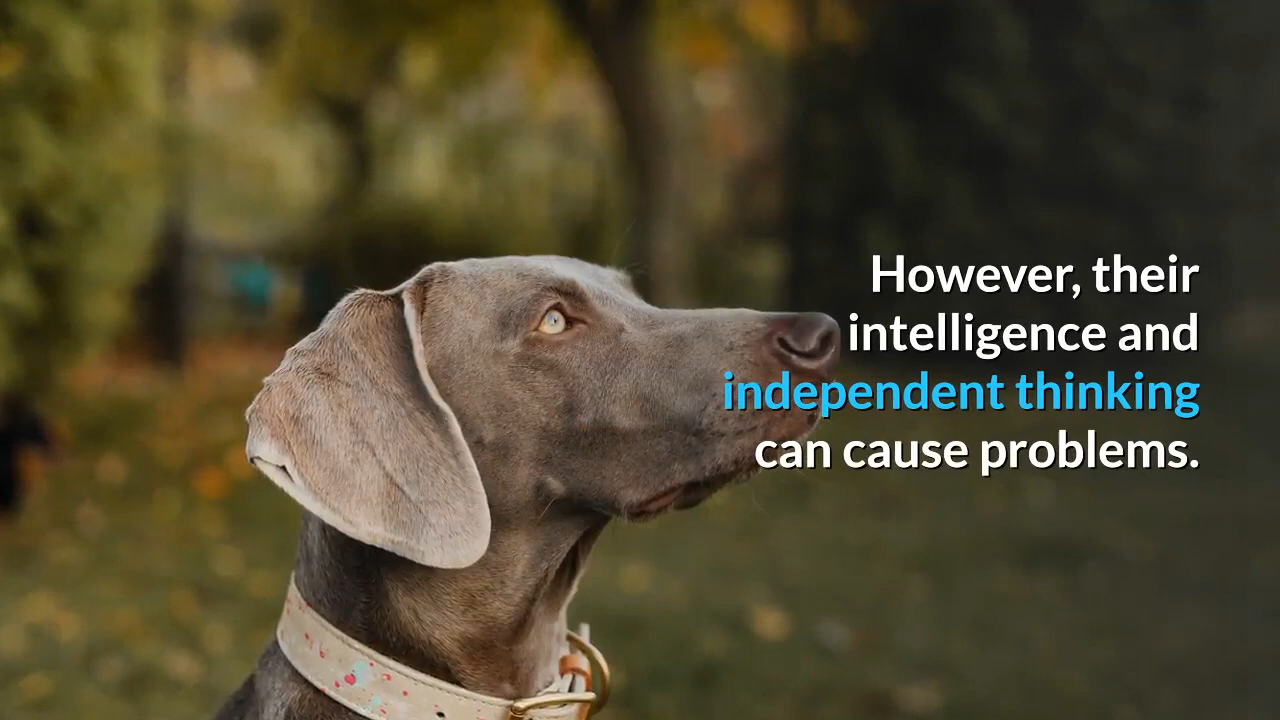 However, their
intelligence and
independent thinking
can cause problems.